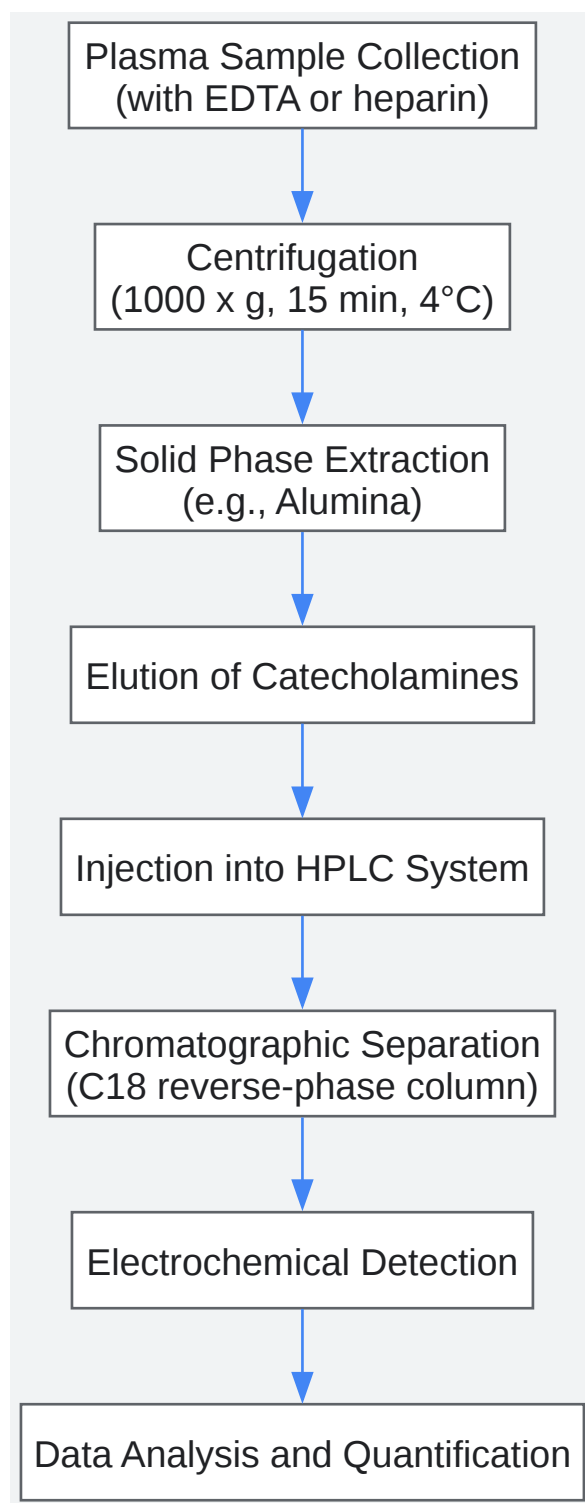 Plasma Sample Collection
(with EDTA or heparin)
Centrifugation
(1000 x g, 15 min, 4°C)
Solid Phase Extraction
(e.g., Alumina)
Elution of Catecholamines
Injection into HPLC System
Chromatographic Separation
(C18 reverse-phase column)
Electrochemical Detection
Data Analysis and Quantification